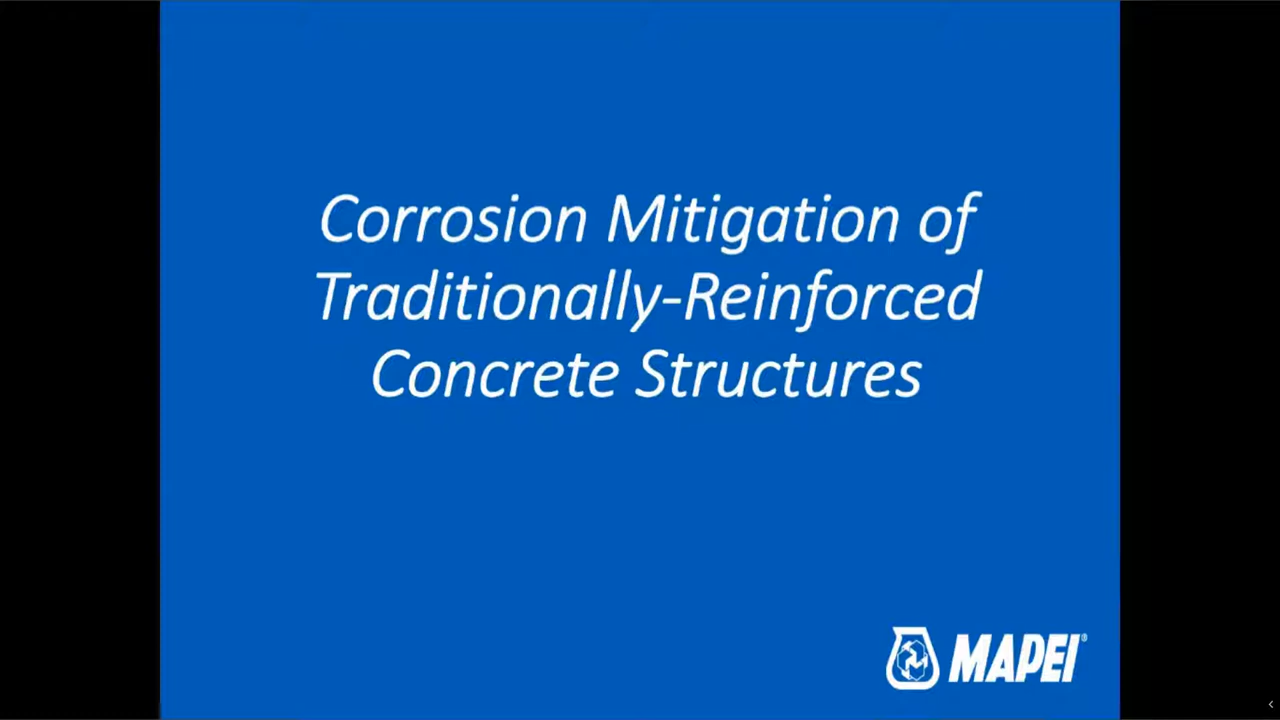 Corrosion Mitigation of
Traditionally-Reinforced
Concrete Structures
MAPEI®